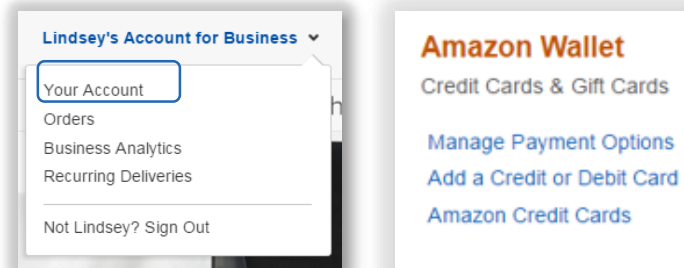 Lindsey's Account for Business
Your Account
Orders
Business Analytics
Recurring Deliveries
Not Lindsey? Sign Out
h
Amazon Wallet
Credit Cards & Gift Cards
Manage Payment Options
Add a Credit or Debit Card
Amazon Credit Cards